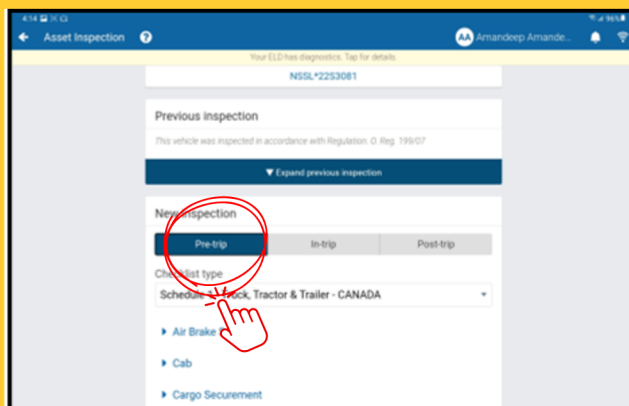 4:14
96%
Asset Inspection ?
AA Amandeep Amande...
Your ELD has diagnostics. Tap for details.
NSSL*22S3081
Previous inspection
This vehicle was inspected in accordance with Regulation. O. Reg. 199/07
▼ Expand previous inspection
New inspection
Pre-trip
In-trip
Post-trip
Checklist type
Schedule 1: Truck, Tractor & Trailer - CANADA
Air Brake
Cab
Cargo Securement